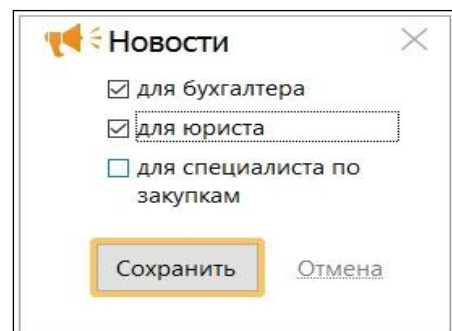 Новости
для бухгалтера
для юриста
для специалиста по
закупкам
Сохранить Отмена